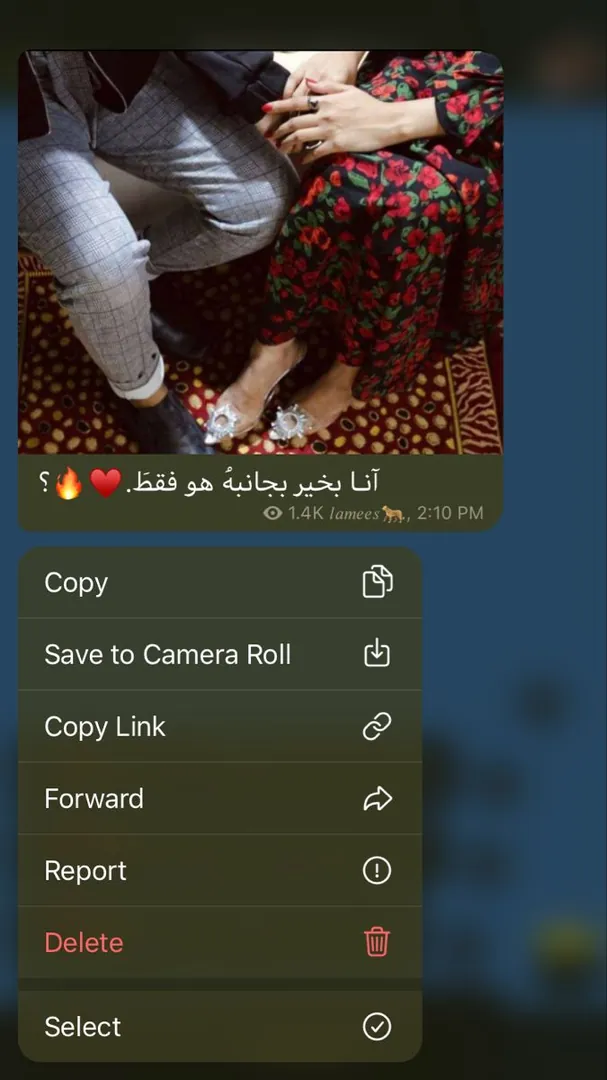 آنـا بخير بجانبهُ هو فقطَ.♥️🔥؟
1.4K lamees🐆, 2:10 PM
Copy
Save to Camera Roll
Copy Link
Forward
Report
Delete
Select